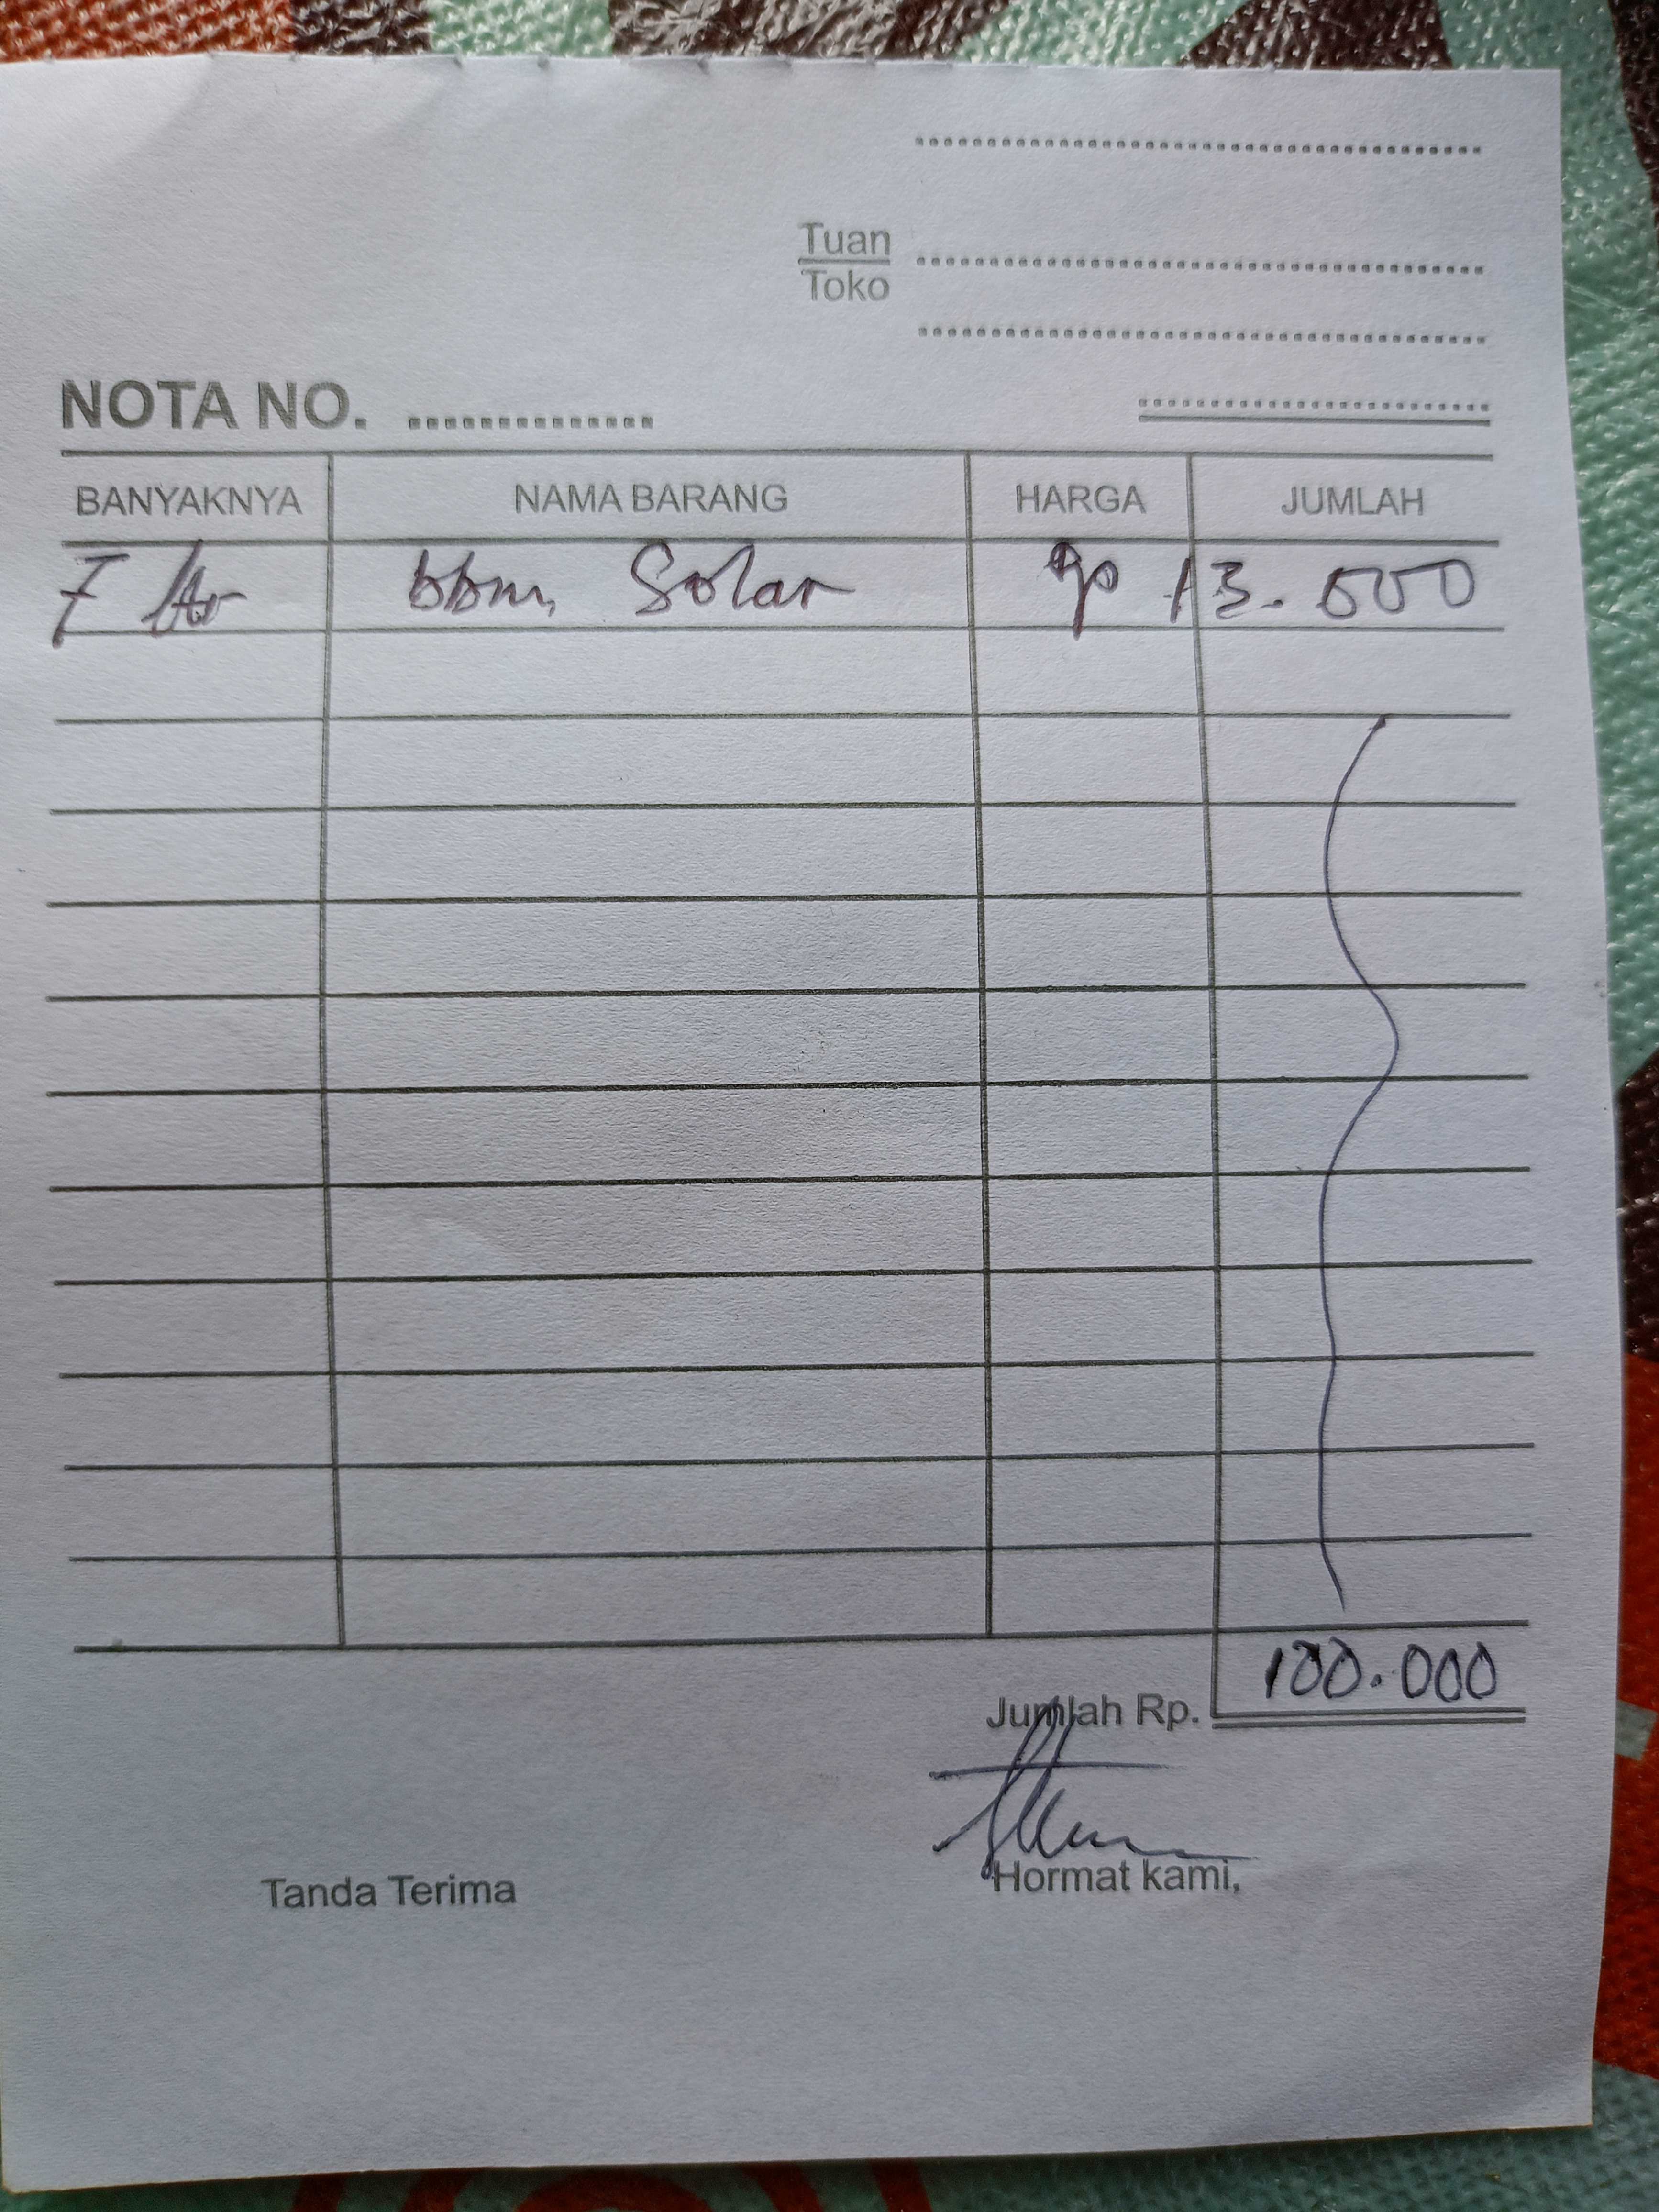 Tuan
Toko
NOTA NO.
BANYAKNYA NAMA BARANG HARGA JUMLAH
7 ltr bbm Solar Rp 13.000
Jumlah Rp. 100.000
Tanda Terima Hormat kami,